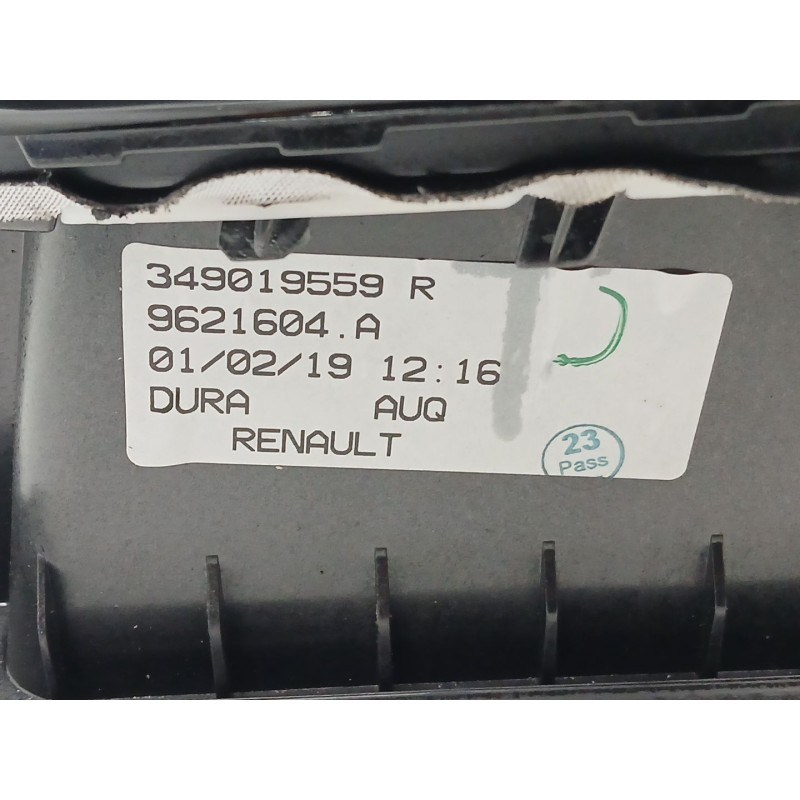 349019559 R
9621604.A
01/02/19 12:16
DURA AUQ
RENAULT
23
Pass